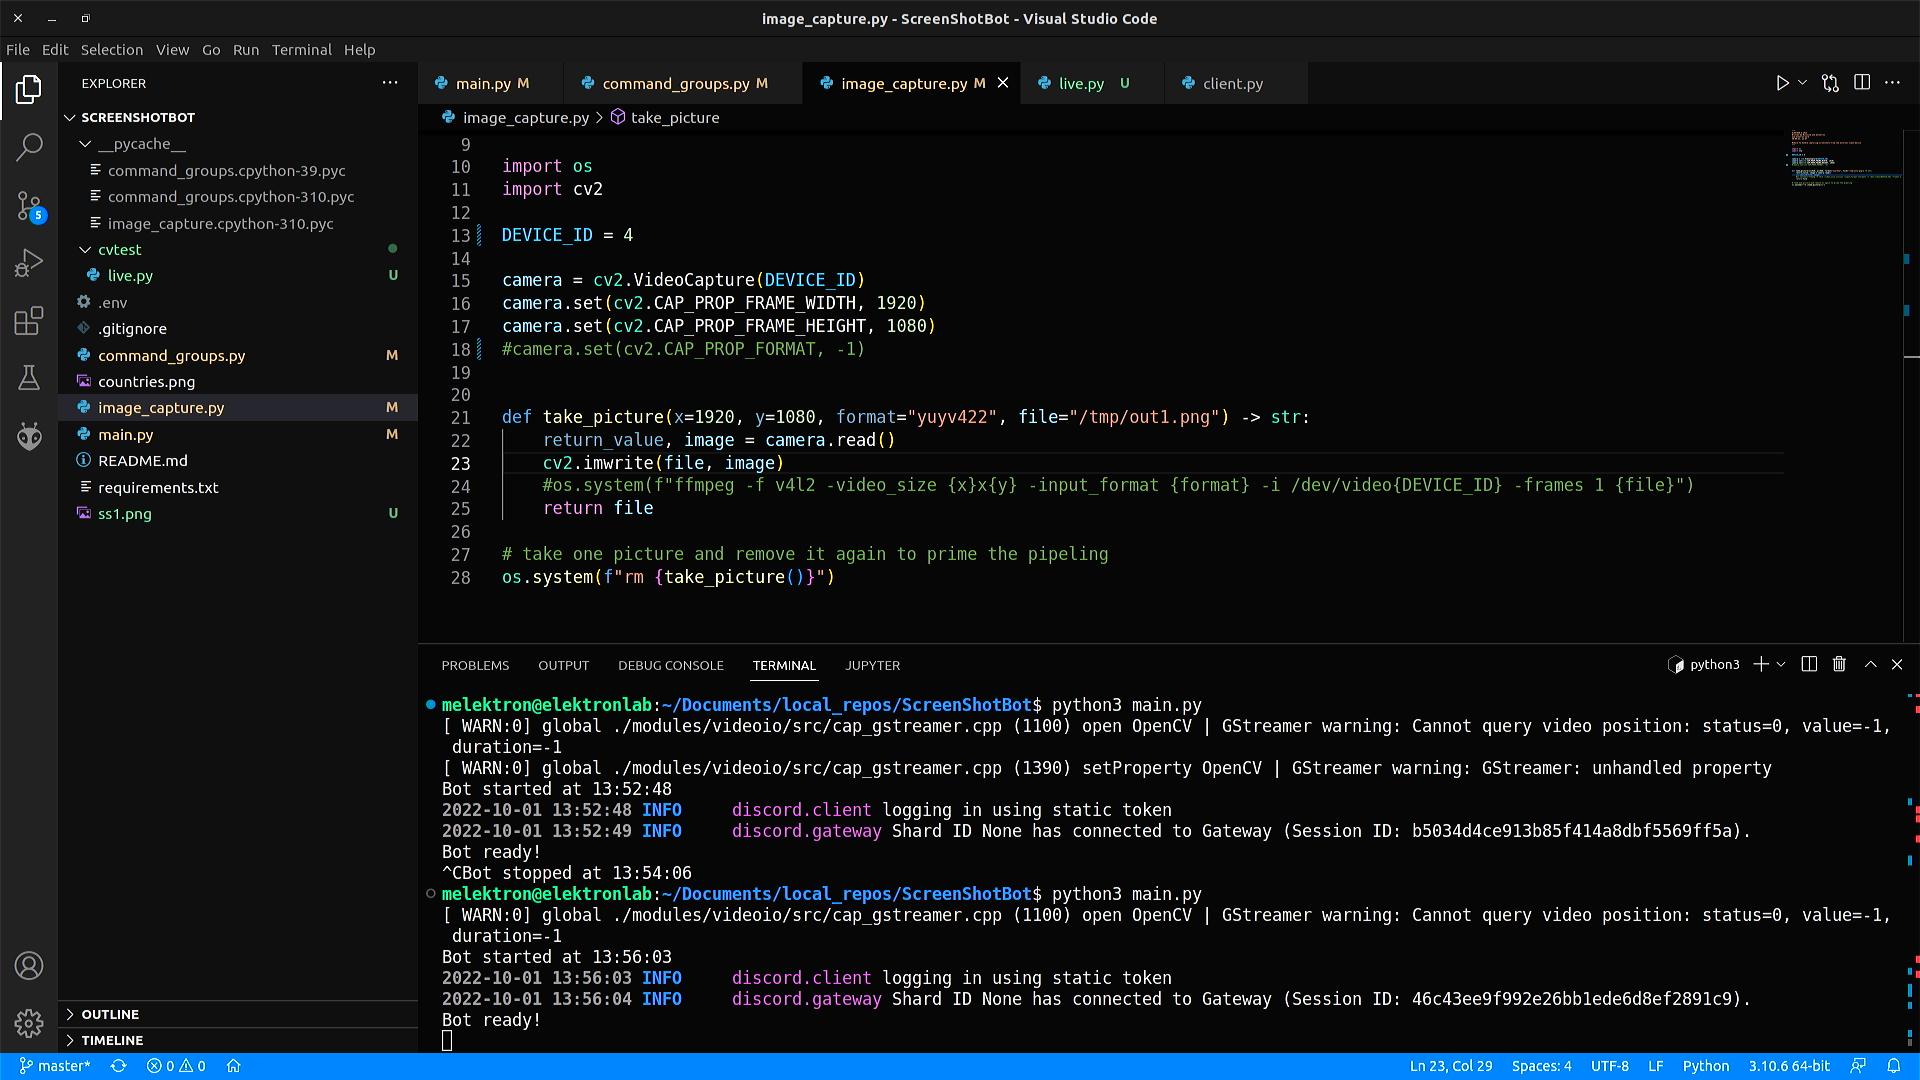 image_capture.py - ScreenShotBot - Visual Studio Code
File Edit Selection View Go Run Terminal Help
EXPLORER
SCREENSHOTBOT
__pycache__
command_groups.cpython-39.pyc
command_groups.cpython-310.pyc
image_capture.cpython-310.pyc
cvtest
live.py U
.env
.gitignore
command_groups.py M
countries.png
image_capture.py M
main.py M
README.md
requirements.txt
ss1.png U
OUTLINE
TIMELINE
5
main.py M command_groups.py M image_capture.py M live.py U client.py
image_capture.py > take_picture
9
10 import os
11 import cv2
12
13 DEVICE_ID = 4
14
15 camera = cv2.VideoCapture(DEVICE_ID)
16 camera.set(cv2.CAP_PROP_FRAME_WIDTH, 1920)
17 camera.set(cv2.CAP_PROP_FRAME_HEIGHT, 1080)
18 #camera.set(cv2.CAP_PROP_FORMAT, -1)
19
20
21 def take_picture(x=1920, y=1080, format="yuyv422", file="/tmp/out1.png") -> str:
22 return_value, image = camera.read()
23 cv2.imwrite(file, image)
24 #os.system(f"ffmpeg -f v4l2 -video_size {x}x{y} -input_format {format} -i /dev/video{DEVICE_ID} -frames 1 {file}")
25 return file
26
27 # take one picture and remove it again to prime the pipeling
28 os.system(f"rm {take_picture()}")
PROBLEMS OUTPUT DEBUG CONSOLE TERMINAL JUPYTER python3
melektron@elektronlab:~/Documents/local_repos/ScreenShotBot$ python3 main.py
[ WARN:0] global ./modules/videoio/src/cap_gstreamer.cpp (1100) open OpenCV | GStreamer warning: Cannot query video position: status=0, value=-1,
duration=-1
[ WARN:0] global ./modules/videoio/src/cap_gstreamer.cpp (1390) setProperty OpenCV | GStreamer warning: GStreamer: unhandled property
Bot started at 13:52:48
2022-10-01 13:52:48 INFO discord.client logging in using static token
2022-10-01 13:52:49 INFO discord.gateway Shard ID None has connected to Gateway (Session ID: b5034d4ce913b85f414a8dbf5569ff5a).
Bot ready!
^CBot stopped at 13:54:06
melektron@elektronlab:~/Documents/local_repos/ScreenShotBot$ python3 main.py
[ WARN:0] global ./modules/videoio/src/cap_gstreamer.cpp (1100) open OpenCV | GStreamer warning: Cannot query video position: status=0, value=-1,
duration=-1
Bot started at 13:56:03
2022-10-01 13:56:03 INFO discord.client logging in using static token
2022-10-01 13:56:04 INFO discord.gateway Shard ID None has connected to Gateway (Session ID: 46c43ee9f992e26bb1ede6d8ef2891c9).
Bot ready!
master* 0 0 Ln 23, Col 29 Spaces: 4 UTF-8 LF Python 3.10.6 64-bit